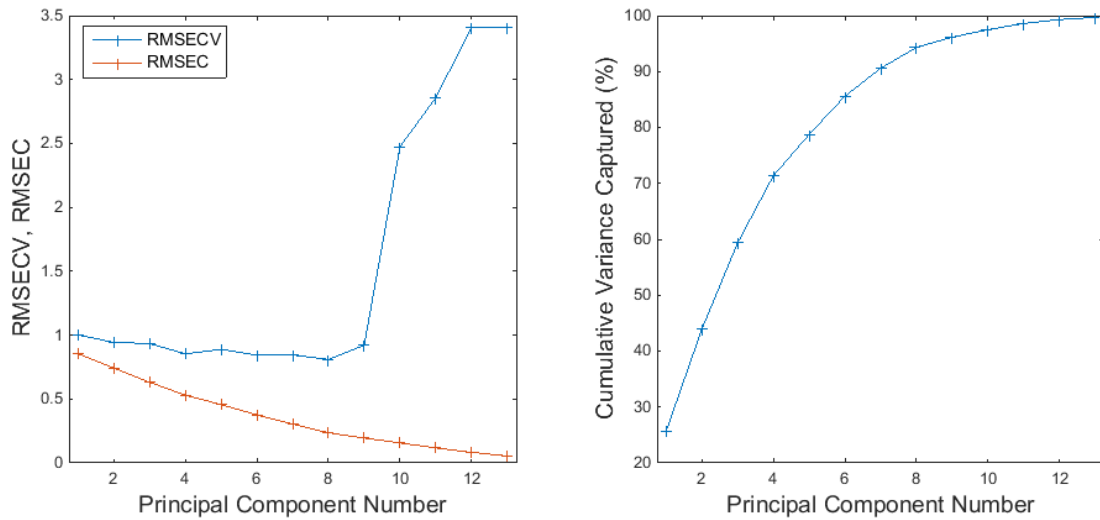 3.5
3
2.5
2
1.5
1
0.5
0
RMSECV, RMSEC
RMSECV
RMSEC
2 4 6 8 10 12
Principal Component Number
100
90
80
70
60
50
40
30
20
Cumulative Variance Captured (%)
2 4 6 8 10 12
Principal Component Number